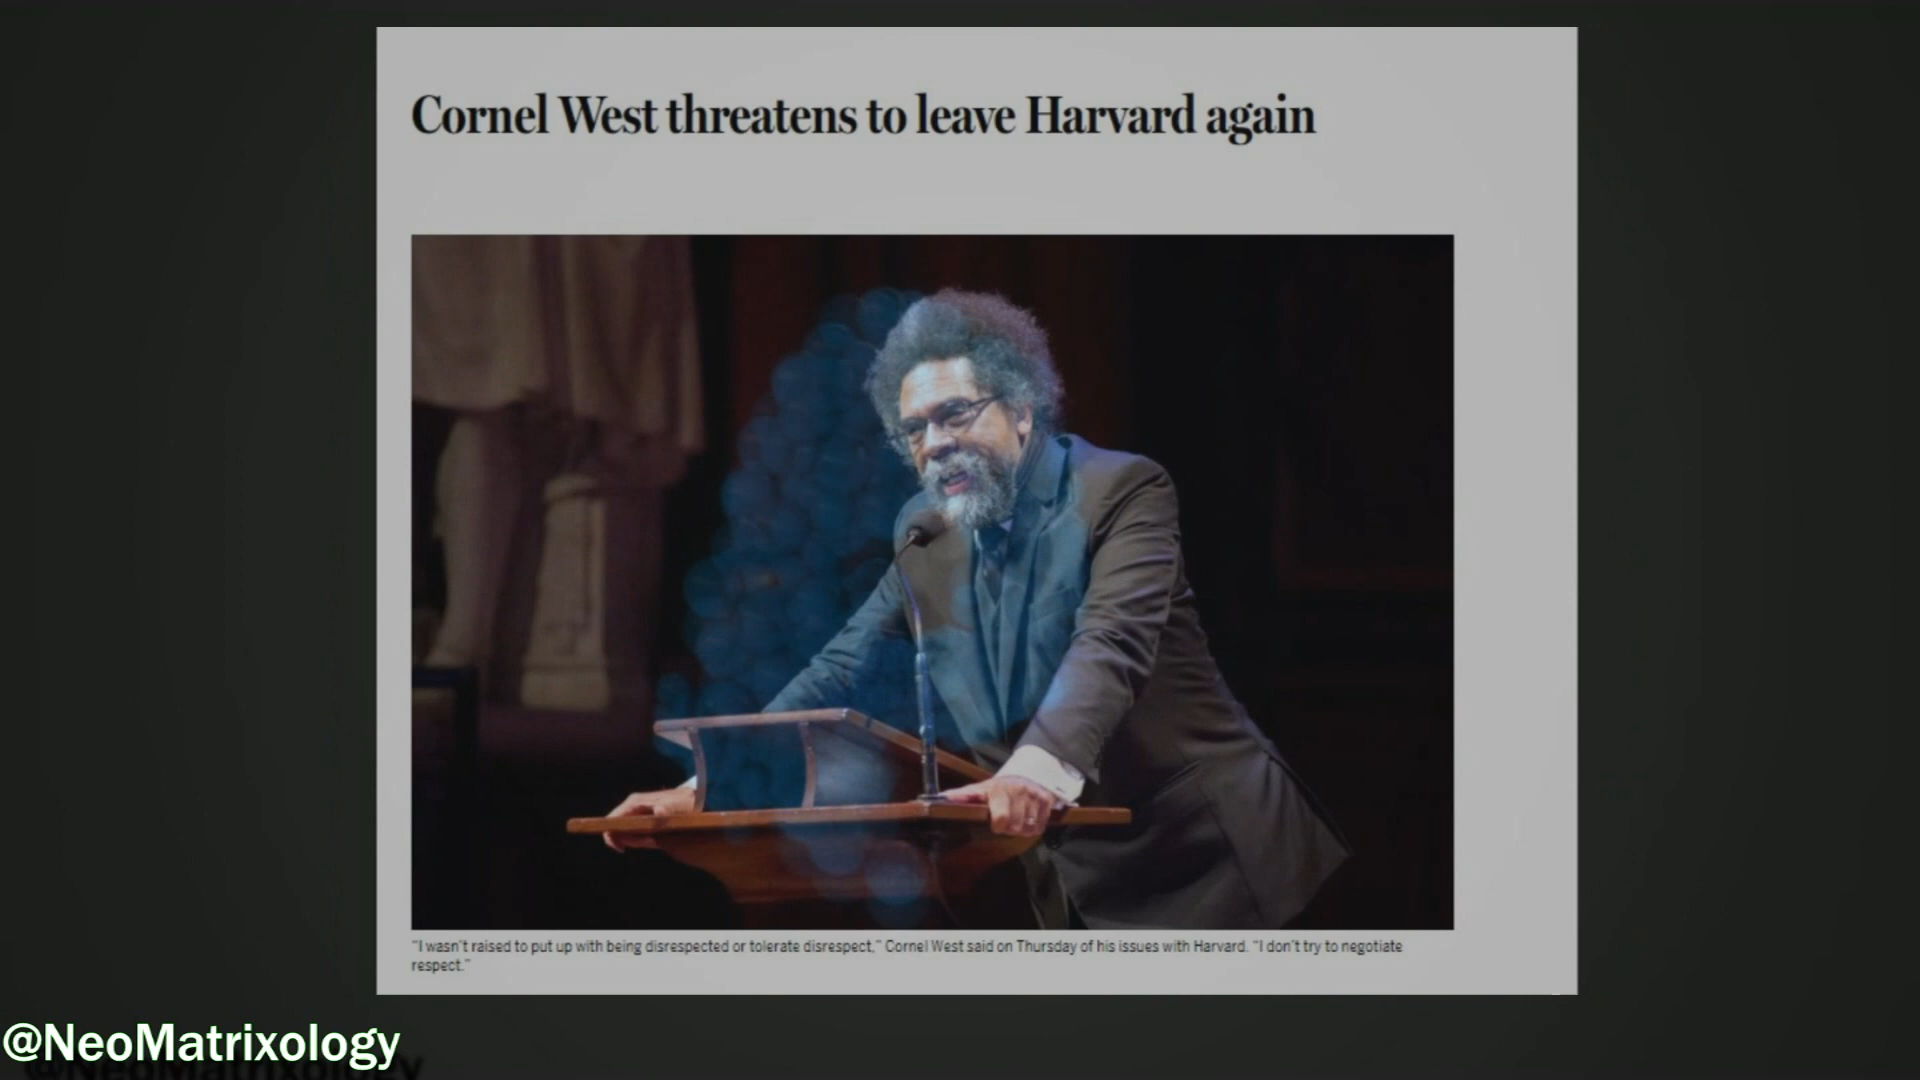 Cornel West threatens to leave Harvard again
"I wasn't raised to put up with being disrespected or tolerate disrespect," Cornel West said on Thursday of his issues with Harvard. "I don't try to negotiate
respect."
@NeoMatrixology
@NeoMatrixology